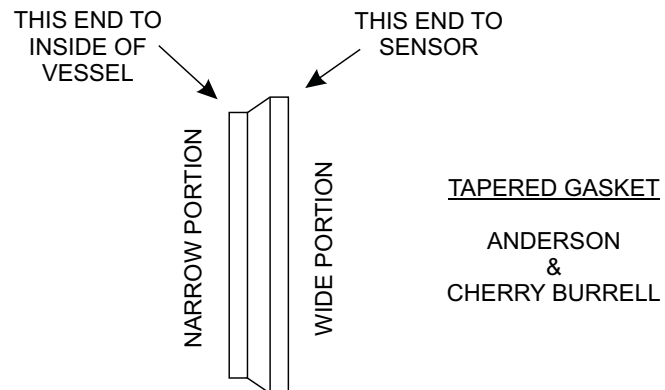 THIS END TO
INSIDE OF
VESSEL
THIS END TO
SENSOR
NARROW PORTION
WIDE PORTION
TAPERED GASKET
ANDERSON
&
CHERRY BURRELL